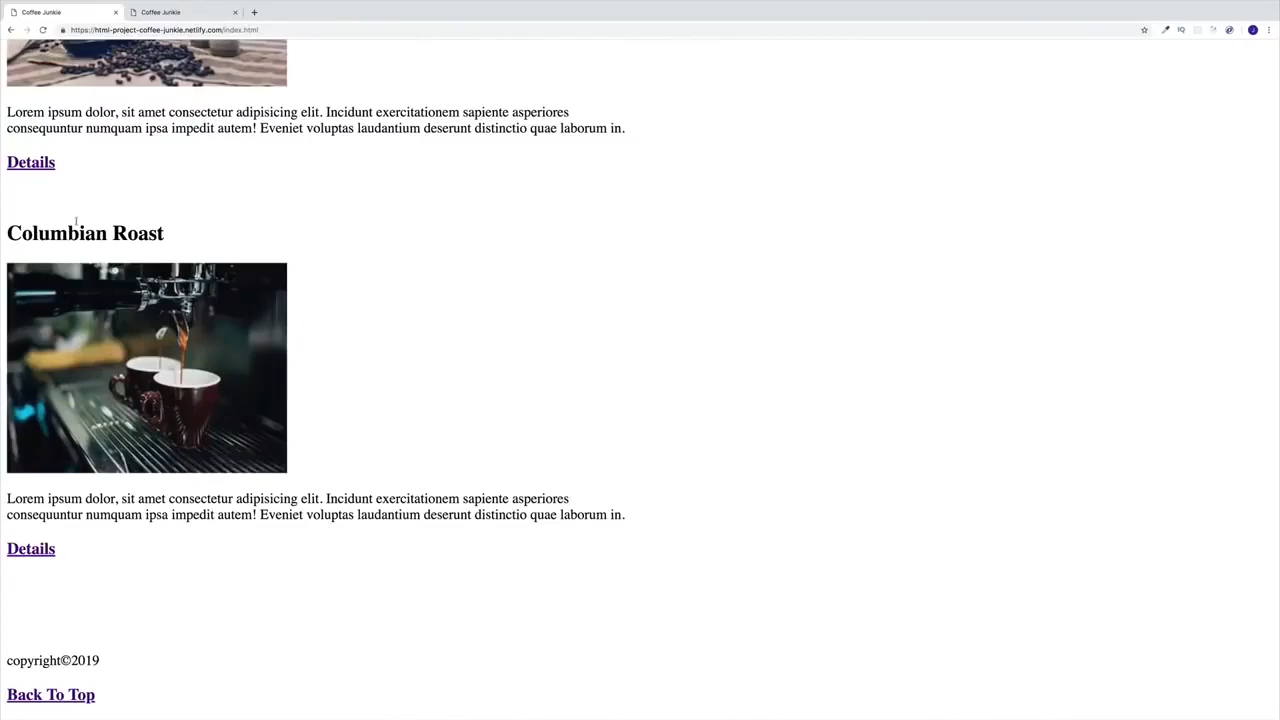 Coffee Junkie
Coffee Junkie
https://html-project-coffee-junkie.netlify.com/index.html
Lorem ipsum dolor, sit amet consectetur adipisicing elit. Incidunt exercitationem sapiente asperiores
consequuntur numquam ipsa impedit autem! Eveniet voluptas laudantium deserunt distinctio quae laborum in.
Details
Columbian Roast
Lorem ipsum dolor, sit amet consectetur adipisicing elit. Incidunt exercitationem sapiente asperiores
consequuntur numquam ipsa impedit autem! Eveniet voluptas laudantium deserunt distinctio quae laborum in.
Details
copyright©2019
Back To Top